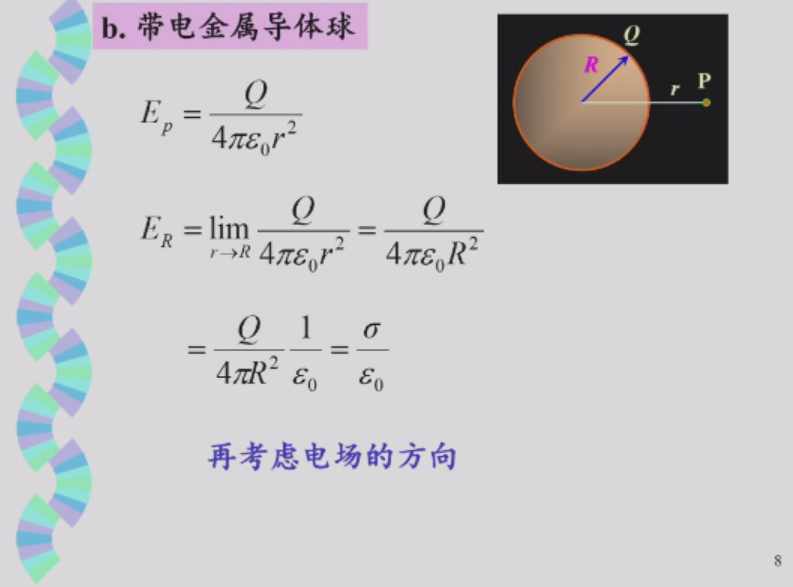 b. 带电金属导体球
Q
R
r P
E_p = \frac{Q}{4\pi\varepsilon_0 r^2}
E_R = \lim_{r \to R} \frac{Q}{4\pi\varepsilon_0 r^2} = \frac{Q}{4\pi\varepsilon_0 R^2}
= \frac{Q}{4\pi R^2} \frac{1}{\varepsilon_0} = \frac{\sigma}{\varepsilon_0}
再考虑电场的方向
8